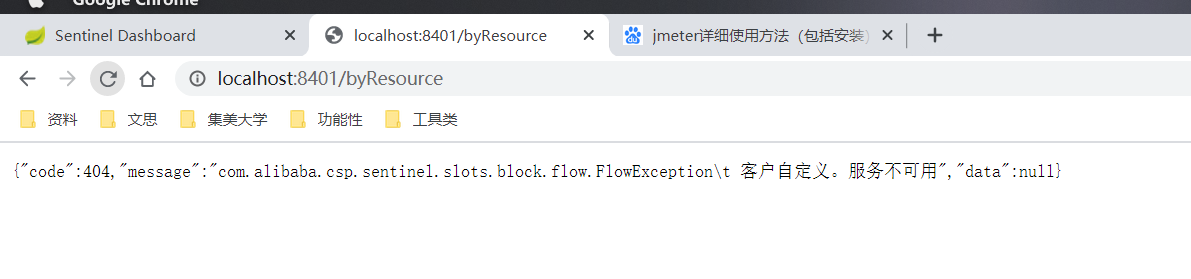 Google Chrome
Sentinel Dashboard localhost:8401/byResource jmeter详细使用方法（包括安装）
localhost:8401/byResource
资料 文思 集美大学 功能性 工具类
{"code":404,"message":"com.alibaba.csp.sentinel.slots.block.flow.FlowException\t 客户自定义。服务不可用","data":null}